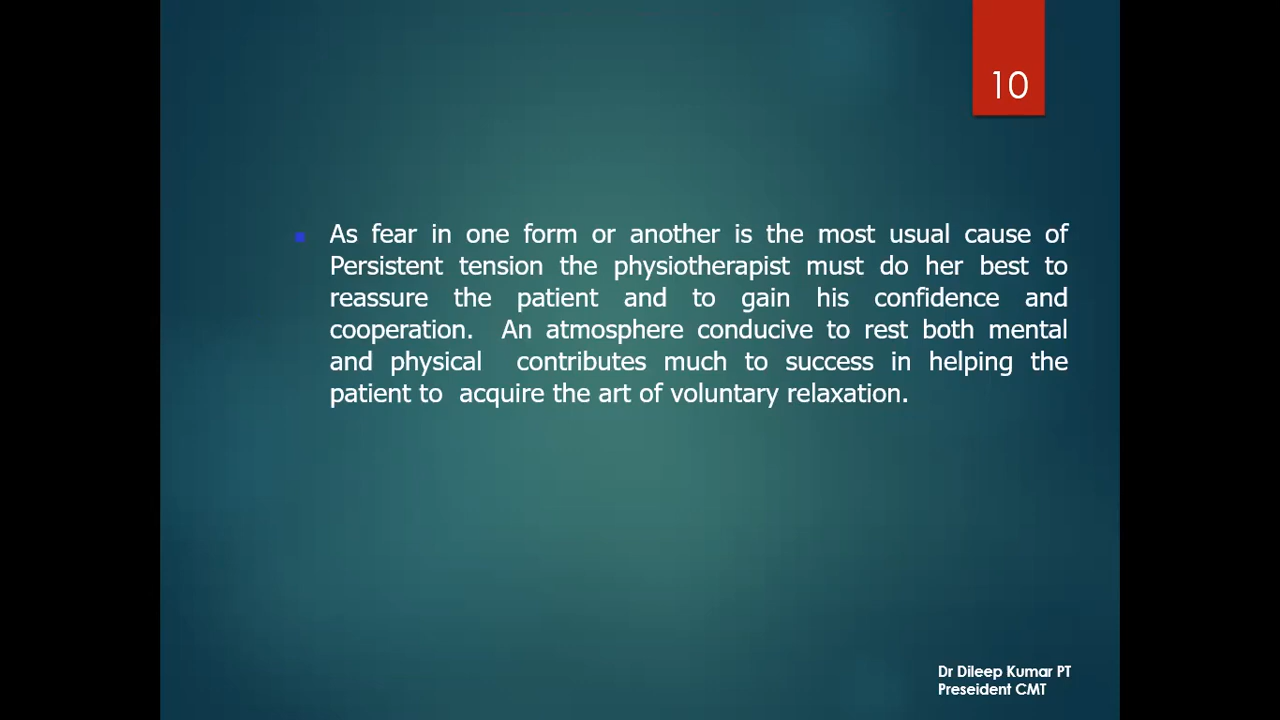 10
As fear in one form or another is the most usual cause of
Persistent tension the physiotherapist must do her best to
reassure the patient and to gain his confidence and
cooperation. An atmosphere conducive to rest both mental
and physical contributes much to success in helping the
patient to acquire the art of voluntary relaxation.
Dr Dileep Kumar PT
Preseident CMT